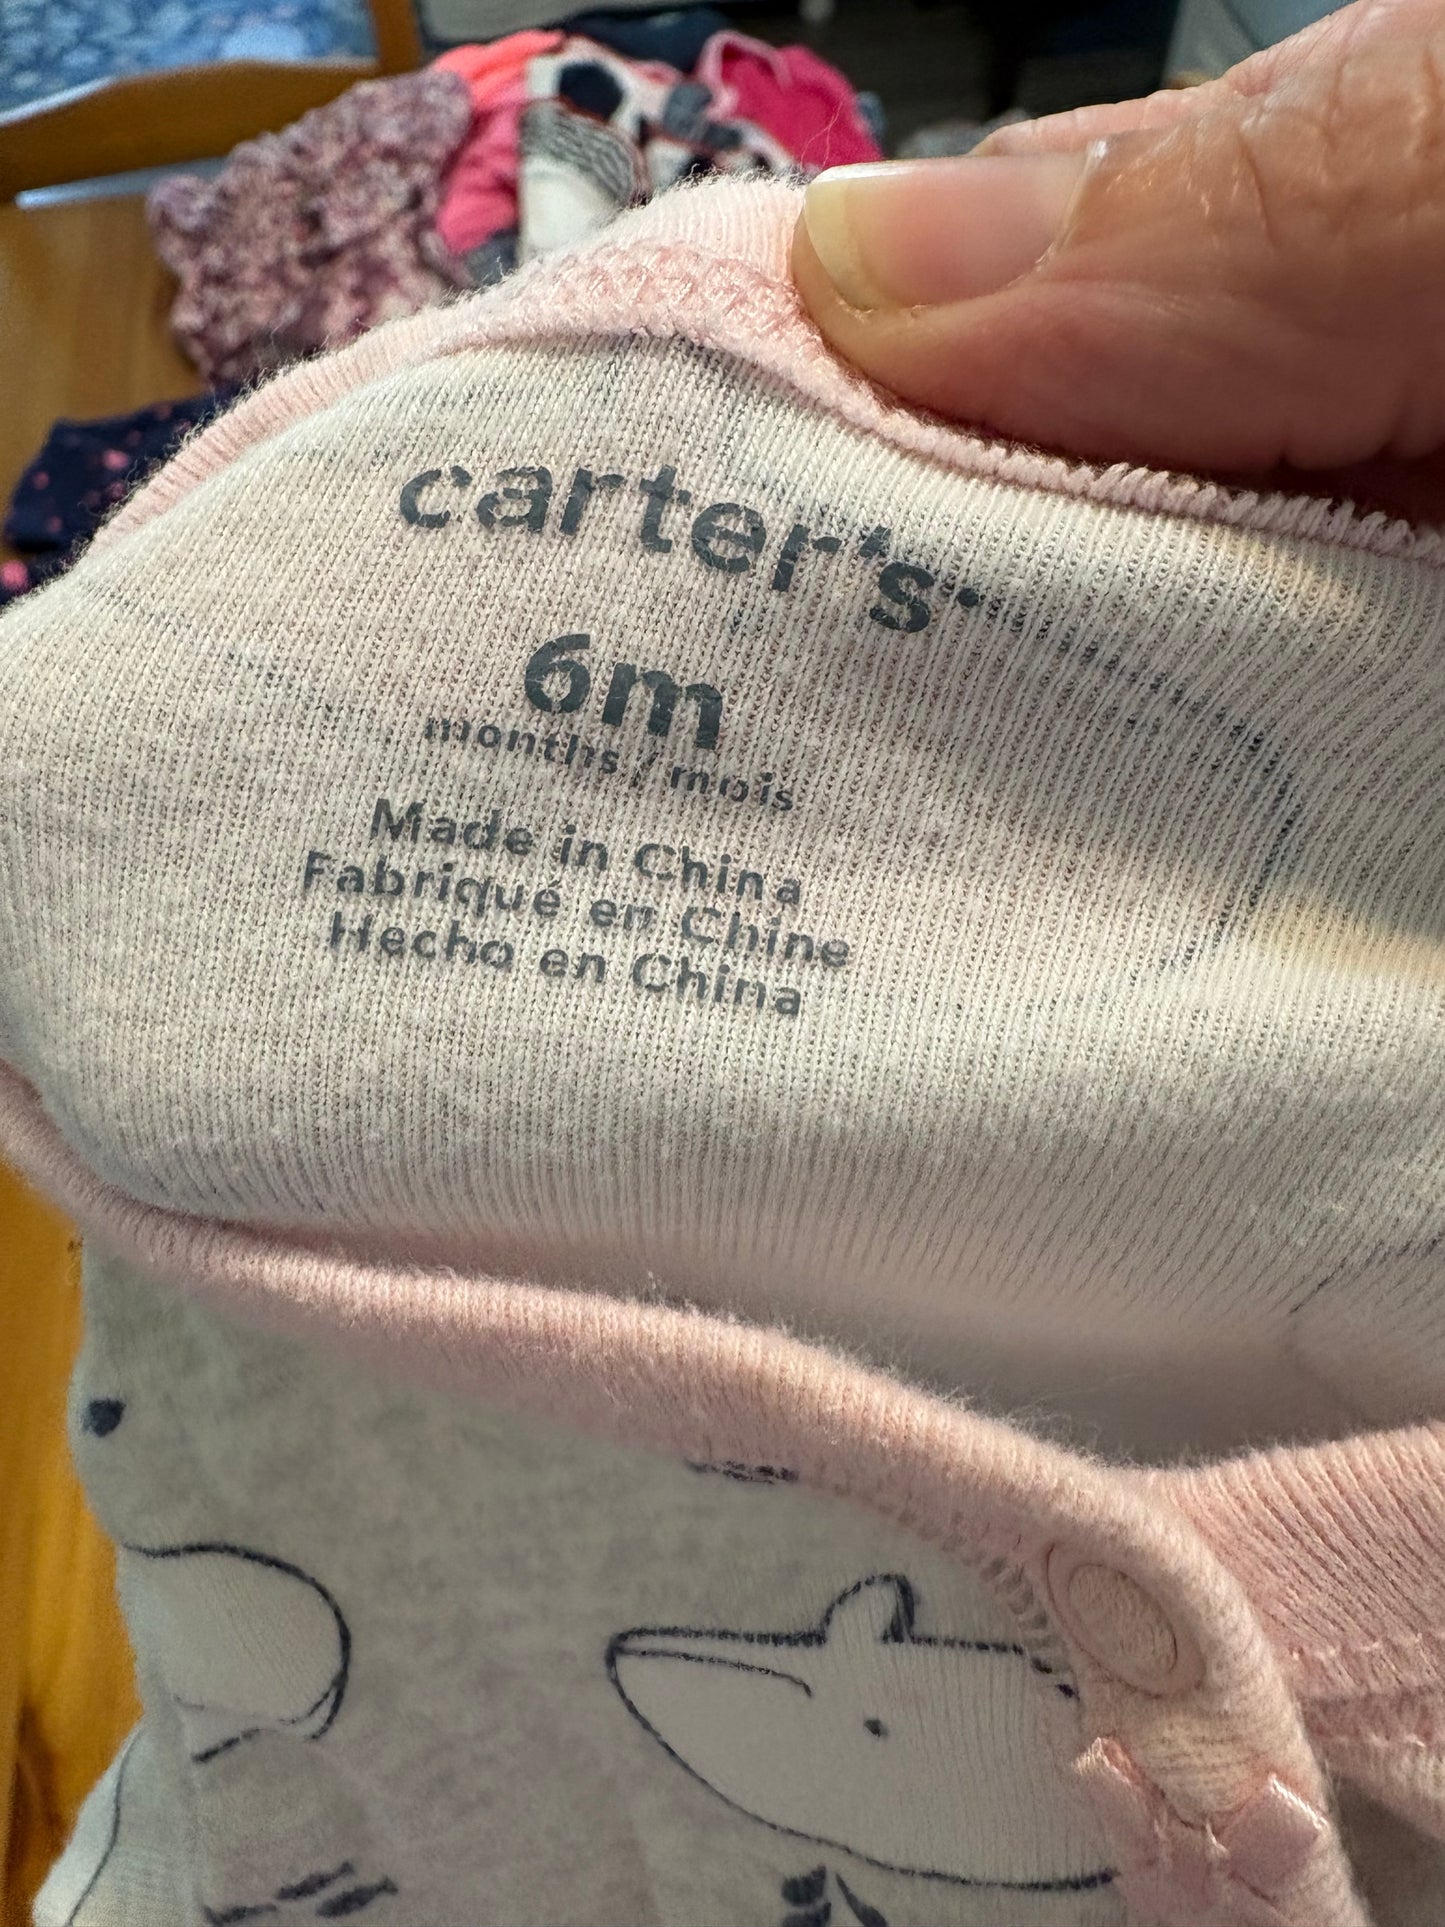 carter's
6m
months / mois
Made in China
Fabriqué en Chine
Hecho en China